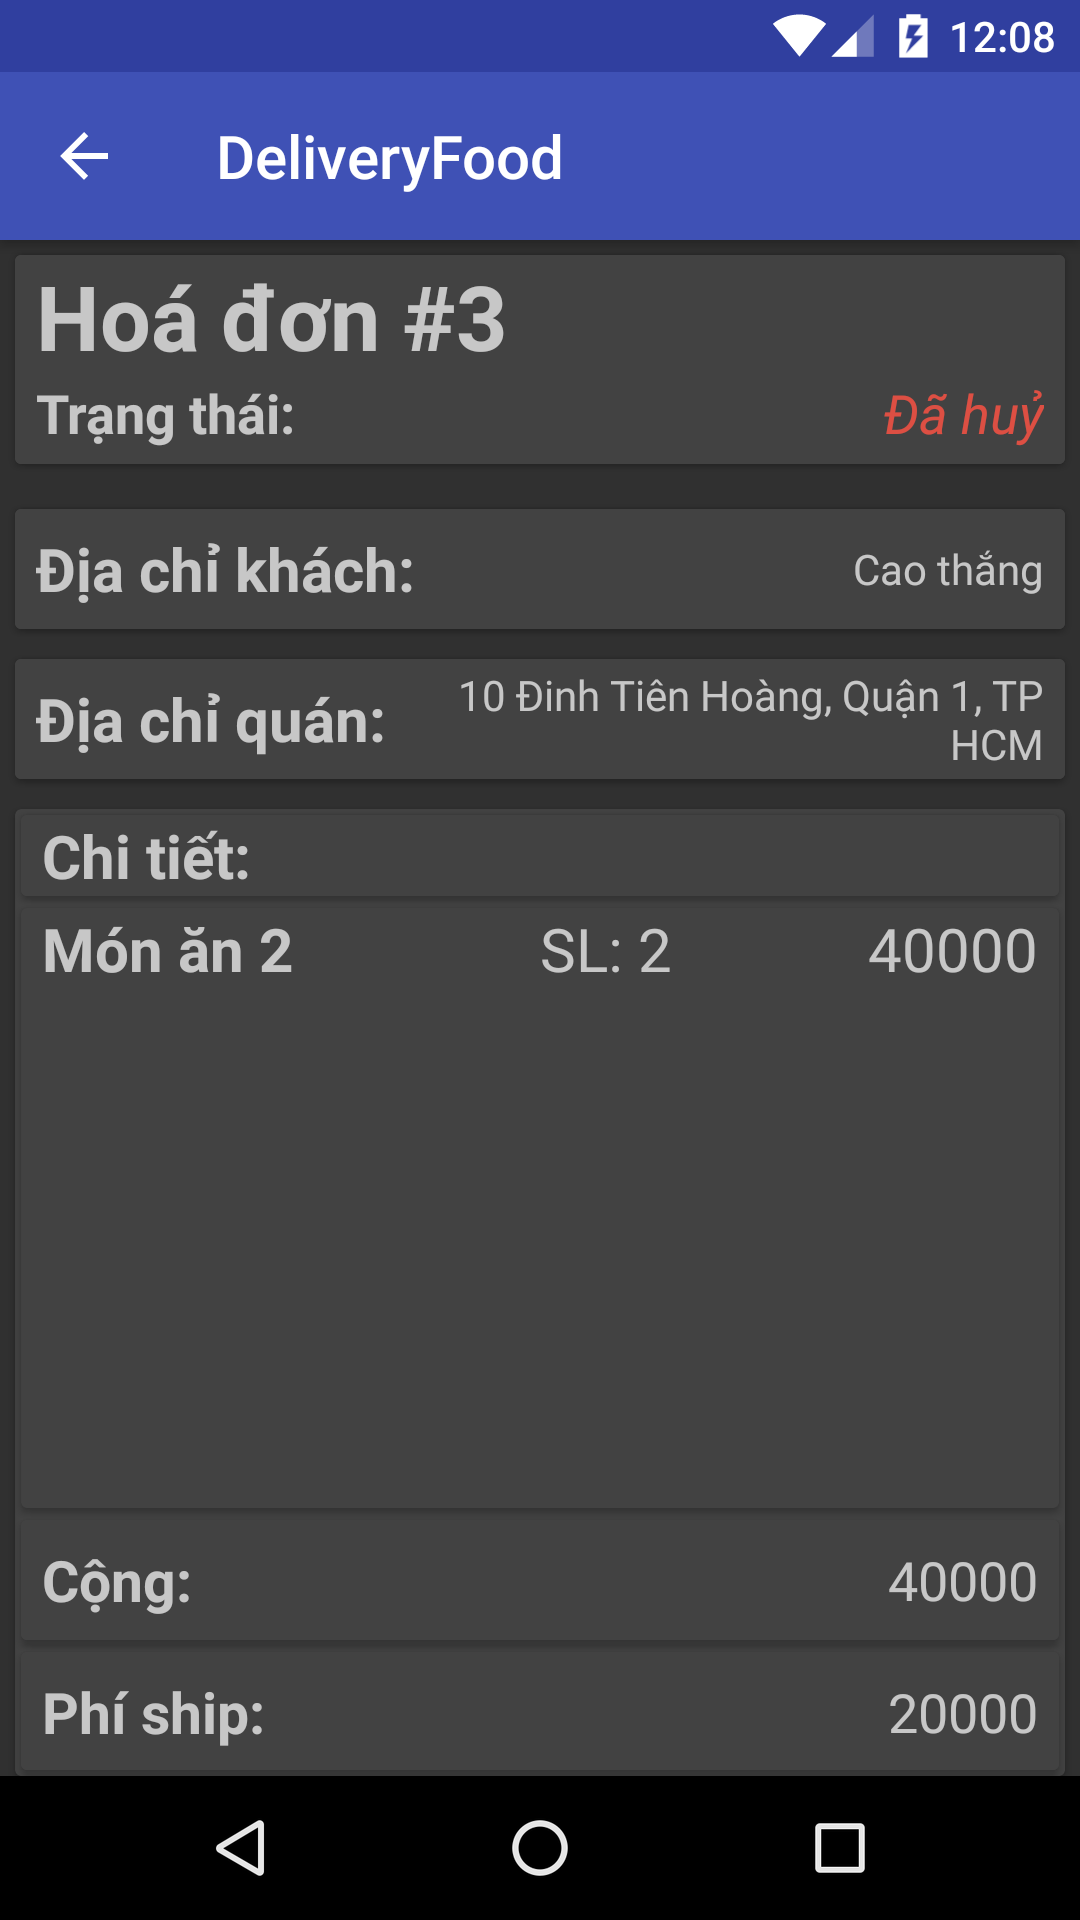 12:08
DeliveryFood
Hoá đơn #3
Trạng thái: Đã huỷ
Địa chỉ khách: Cao thắng
Địa chỉ quán: 10 Đinh Tiên Hoàng, Quận 1, TP
HCM
Chi tiết:
Món ăn 2 SL: 2 40000
Cộng: 40000
Phí ship: 20000